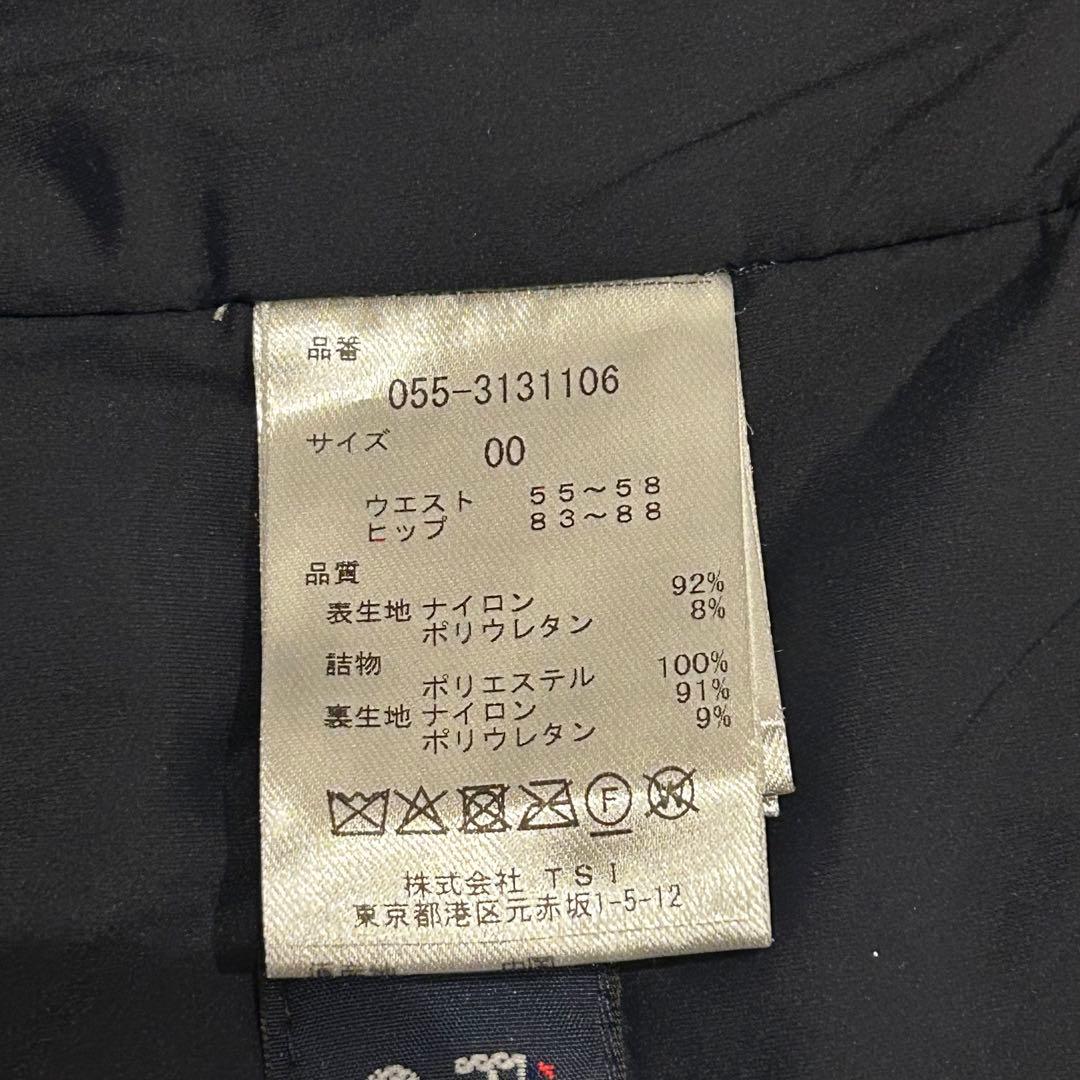 品番
055-3131106
サイズ 00
ウエスト 55～58
ヒップ 83～88
品質
表生地 ナイロン 92%
ポリウレタン 8%
詰物
ポリエステル 100%
裏生地 ナイロン 91%
ポリウレタン 9%
F
W
株式会社 TSI
東京都港区元赤坂1-5-12